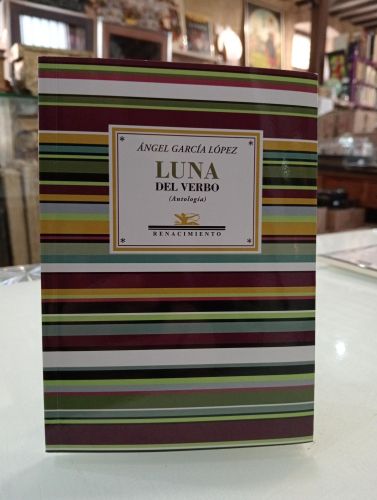 ÁNGEL GARCÍA LÓPEZ
LUNA
DEL VERBO
(Antología)
RENACIMIENTO